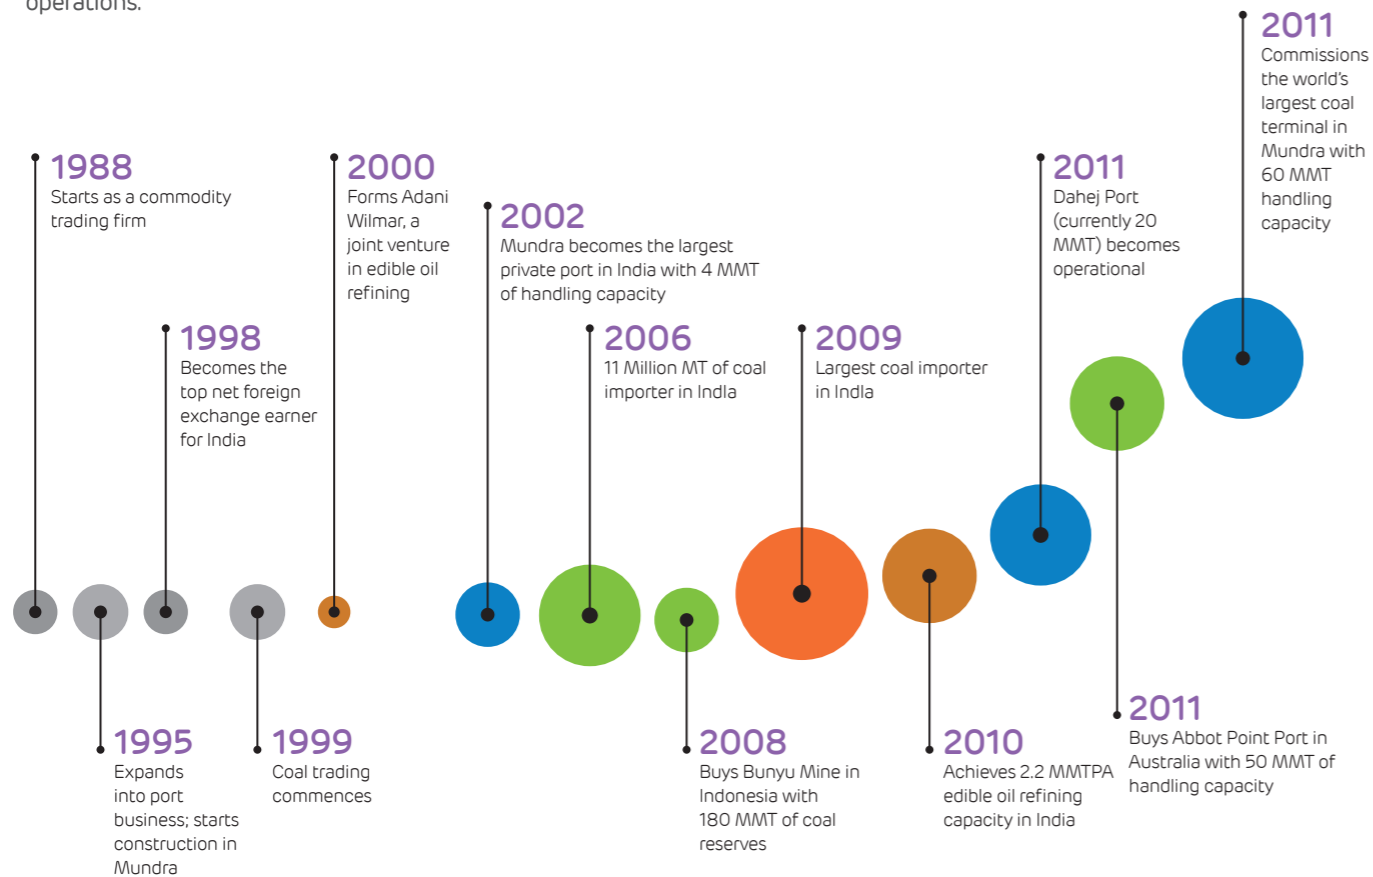 operations.
1988
Starts as a commodity
trading firm
1995
Expands
into port
business; starts
construction in
Mundra
1998
Becomes the
top net foreign
exchange earner
for India
1999
Coal trading
commences
2000
Forms Adani
Wilmar, a
joint venture
in edible oil
refining
2002
Mundra becomes the largest
private port in India with 4 MMT
of handling capacity
2006
11 Million MT of coal
importer in IndIa
2008
Buys Bunyu Mine in
Indonesia with
180 MMT of coal
reserves
2009
Largest coal importer
in IndIa
2010
Achieves 2.2 MMTPA
edible oil refining
capacity in India
2011
Dahej Port
(currently 20
MMT) becomes
operational
2011
Buys Abbot Point Port in
Australia with 50 MMT of
handling capacity
2011
Commissions
the world's
largest coal
terminal in
Mundra with
60 MMT
handling
capacity